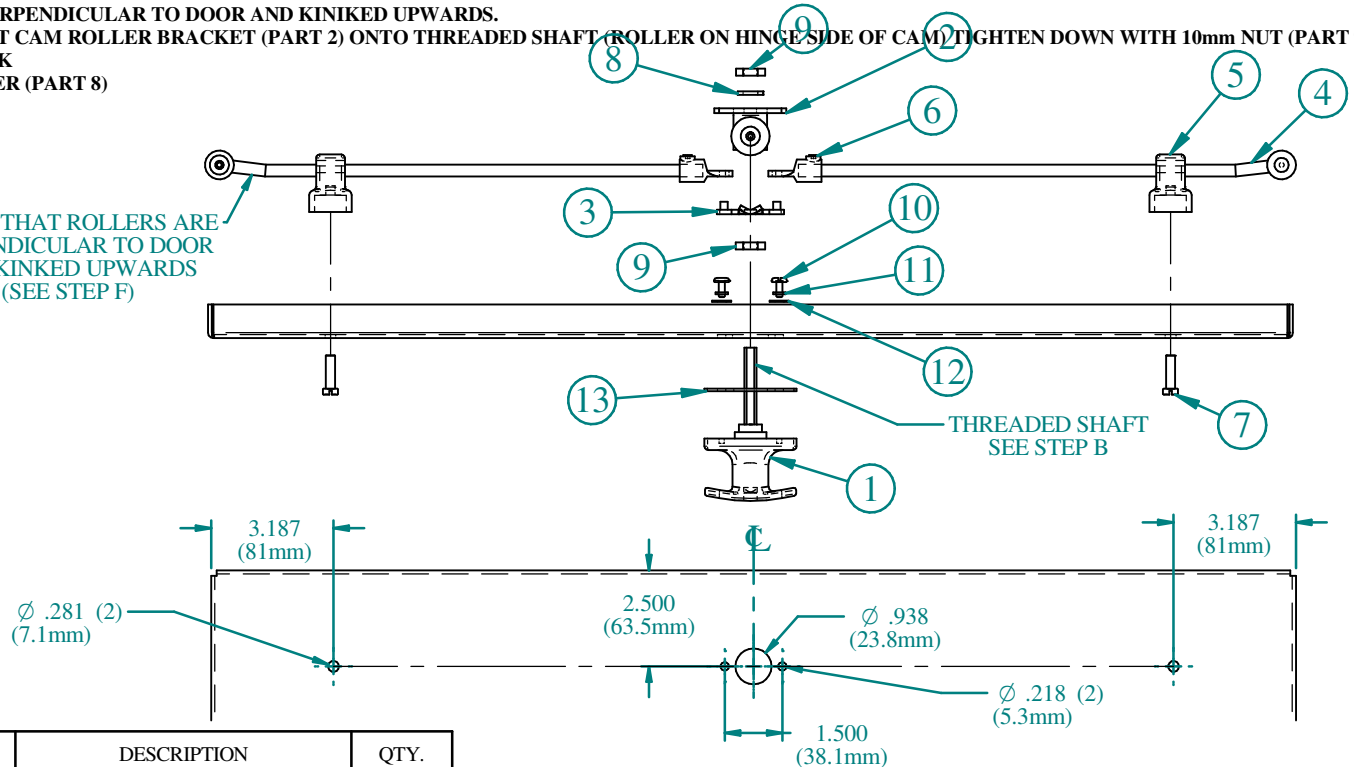 RPENDICULAR TO DOOR AND KINIKED UPWARDS.
T CAM ROLLER BRACKET (PART 2) ONTO THREADED SHAFT (ROLLER ON HINGE SIDE OF CAM) TIGHTEN DOWN WITH 10mm NUT (PART
K
ER (PART 8)
9
2
8
5
4
6
3
THAT ROLLERS ARE
NDICULAR TO DOOR
KINKED UPWARDS
(SEE STEP F)
10
9
11
12
13
THREADED SHAFT
SEE STEP B
7
1
3.187
(81mm)
℄
3.187
(81mm)
Ø .281 (2)
(7.1mm)
2.500
(63.5mm)
Ø .938
(23.8mm)
Ø .218 (2)
(5.3mm)
1.500
(38.1mm)
DESCRIPTION QTY.